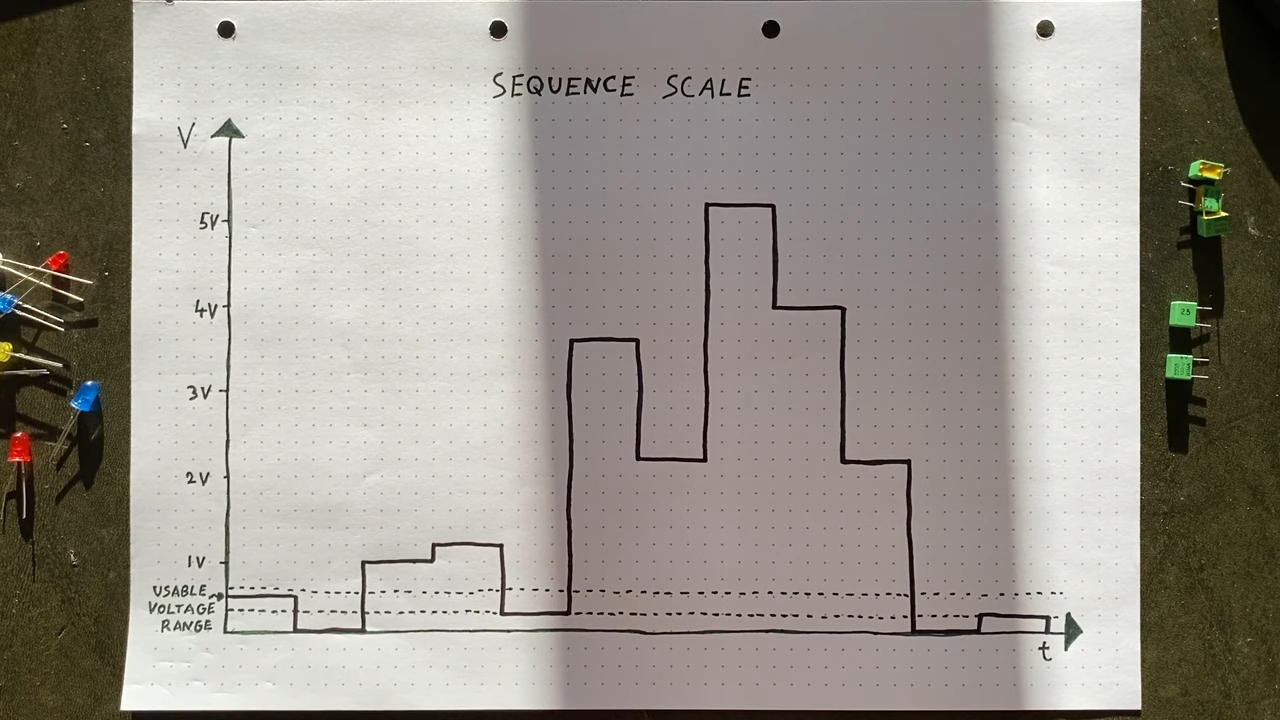 SEQUENCE SCALE
V
5V
4V
3V
2V
1V
USABLE
VOLTAGE
RANGE
t